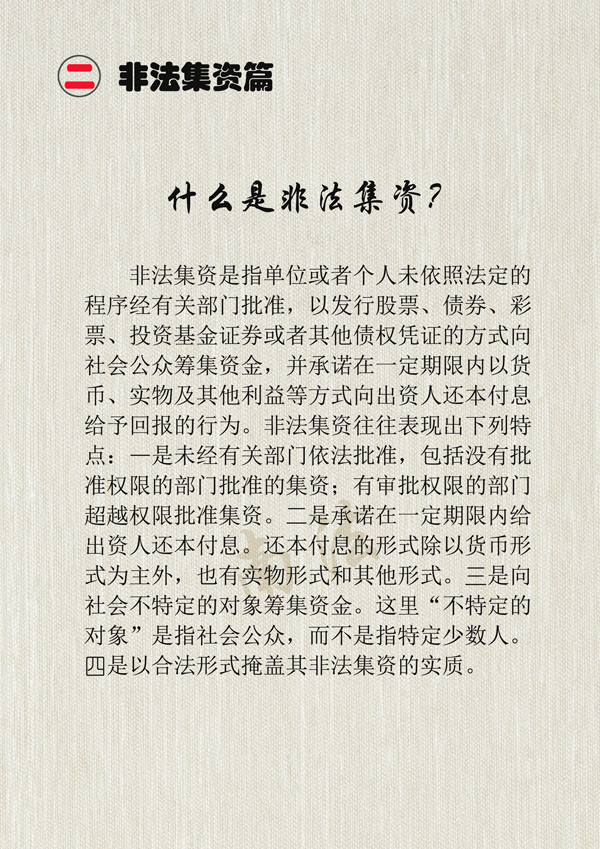 二 非法集资篇
什么是非法集资?
非法集资是指单位或者个人未依照法定的
程序经有关部门批准，以发行股票、债券、彩
票、投资基金证券或者其他债权凭证的方式向
社会公众筹集资金，并承诺在一定期限内以货
币、实物及其他利益等方式向出资人还本付息
给予回报的行为。非法集资往往表现出下列特
点：—是未经有关部门依法批准，包括没有批
准权限的部门批准的集资；有审批权限的部门
超越权限批准集资。二是承诺在一定期限内给
出资人还本付息。还本付息的形式除以货币形
式为主外，也有实物形式和其他形式。三是向
社会不特定的对象筹集资金。这里“不特定的
对象”是指社会公众，而不是指特定少数人。
四是以合法形式掩盖其非法集资的实质。